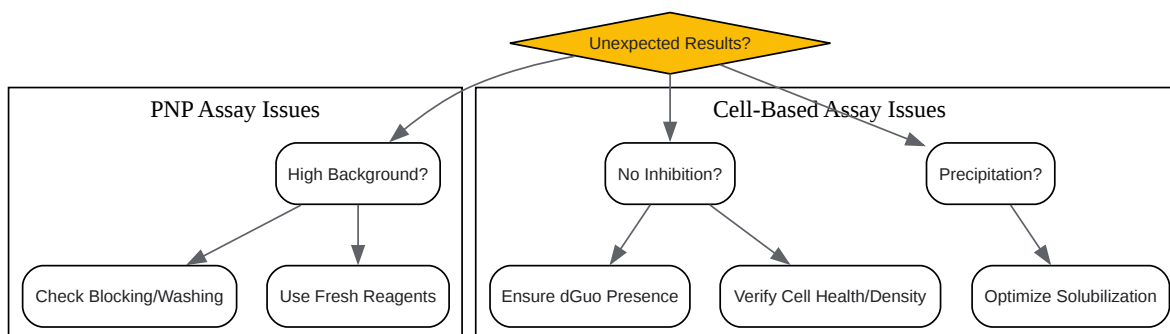 Unexpected Results?
PNP Assay Issues
Cell-Based Assay Issues
High Background?
No Inhibition?
Precipitation?
Check Blocking/Washing
Use Fresh Reagents
Ensure dGuo Presence
Verify Cell Health/Density
Optimize Solubilization